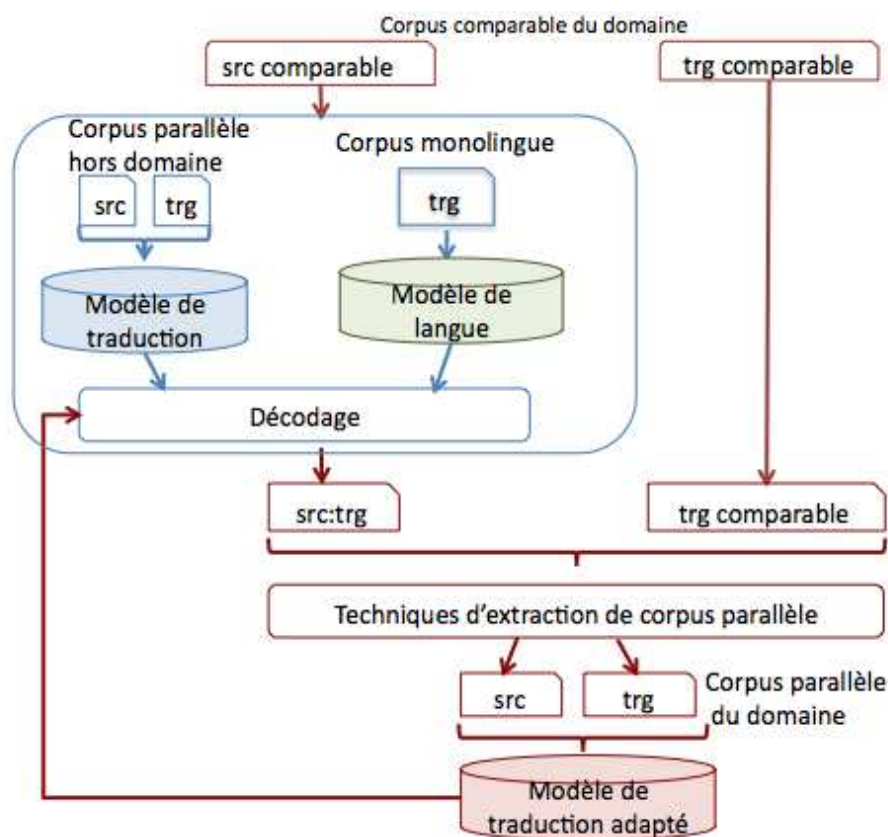 Corpus comparable du domaine
src comparable
trg comparable
Corpus parallèle
hors domaine
Corpus monolingue
src
trg
trg
Modèle de
traduction
Modèle de
langue
Décodage
src:trg
trg comparable
Techniques d'extraction de corpus parallèle
src
trg
Corpus parallèle
du domaine
Modèle de
traduction adapté